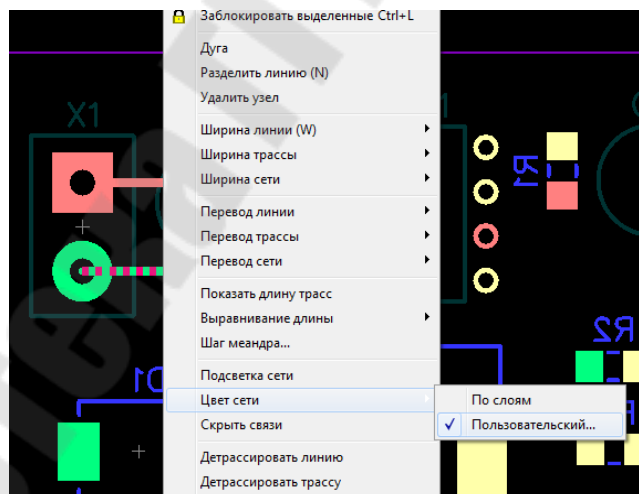 Заблокировать выделенные Ctrl+L
Дуга
Разделить линию (N)
Удалить узел
Ширина линии (W)
Ширина трассы
Ширина сети
Перевод линии
Перевод трассы
Перевод сети
Показать длину трасс
Выравнивание длины
Шаг меандра...
Подсветка сети
Цвет сети
Скрыть связи
Детрассировать линию
Детрассировать трассу
По слоям
Пользовательский...
X1
R1
R2